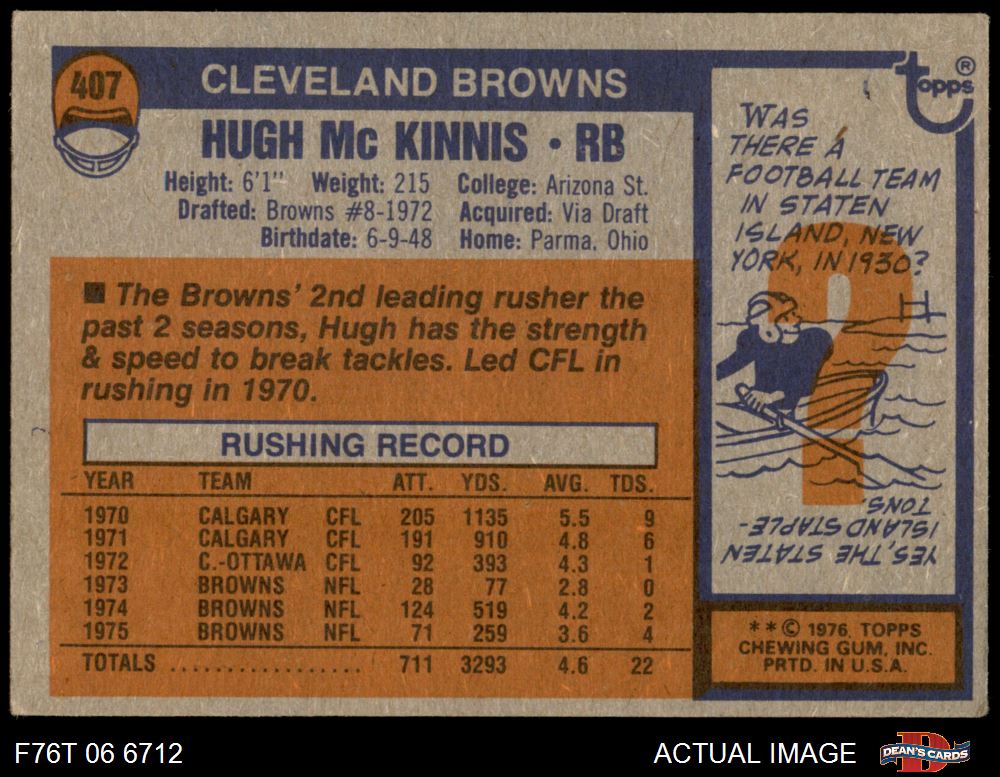 407
CLEVELAND BROWNS
HUGH Mc KINNIS • RB
Height: 6'1" Weight: 215 College: Arizona St.
Drafted: Browns #8-1972 Acquired: Via Draft
Birthdate: 6-9-48 Home: Parma, Ohio
■ The Browns' 2nd leading rusher the
past 2 seasons, Hugh has the strength
& speed to break tackles. Led CFL in
rushing in 1970.
RUSHING RECORD
YEAR TEAM ATT. YDS. AVG. TDS.
1970 CALGARY CFL 205 1135 5.5 9
1971 CALGARY CFL 191 910 4.8 6
1972 C.-OTTAWA CFL 92 393 4.3 1
1973 BROWNS NFL 28 77 2.8 0
1974 BROWNS NFL 124 519 4.2 2
1975 BROWNS NFL 71 259 3.6 4
TOTALS .................. 711 3293 4.6 22
Topps®
WAS
THERE A
FOOTBALL TEAM
IN STATEN
ISLAND, NEW
YORK, IN 1930?
?
YES, THE STATEN
ISLAND STAPLE-
TONS
**© 1976 TOPPS
CHEWING GUM, INC.
PRTD. IN U.S.A.
F76T 06 6712
ACTUAL IMAGE
D
DEAN'S CARDS